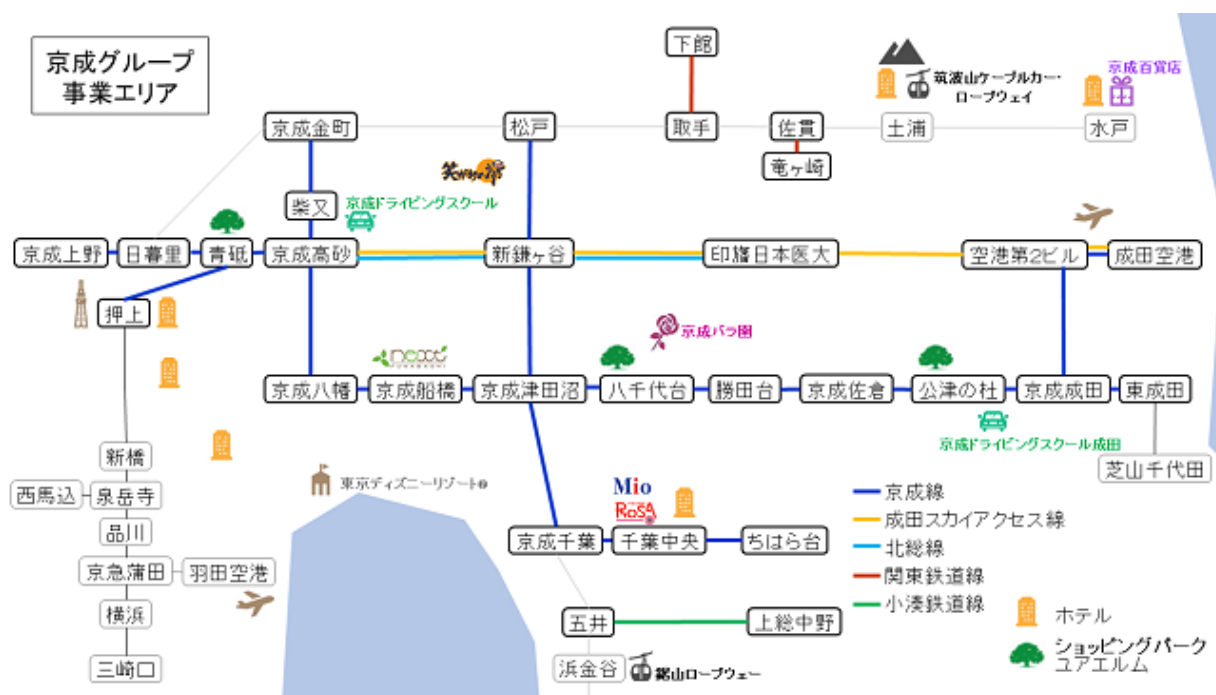 京成グループ
事業エリア
下館
筑波山ケーブルカー・
ロープウェイ
京成百貨店
京成金町
松戸
取手
佐貫
土浦
水戸
竜ヶ崎
柴又
京成ドライビングスクール
京成上野
日暮里
青砥
京成高砂
新鎌ヶ谷
印旛日本医大
空港第2ビル
成田空港
押上
京成バラ園
京成八幡
京成船橋
京成津田沼
八千代台
勝田台
京成佐倉
公津の杜
京成成田
東成田
京成ドライビングスクール成田
新橋
芝山千代田
西馬込
泉岳寺
東京ディズニーリゾート®
Mio
ROSA
品川
京成千葉
千葉中央
ちはら台
京急蒲田
羽田空港
横浜
三崎口
五井
上総中野
浜金谷
鋸山ロープウェー
京成線
成田スカイアクセス線
北総線
関東鉄道線
小湊鉄道線
ホテル
ショッピングパーク
ユアエルム